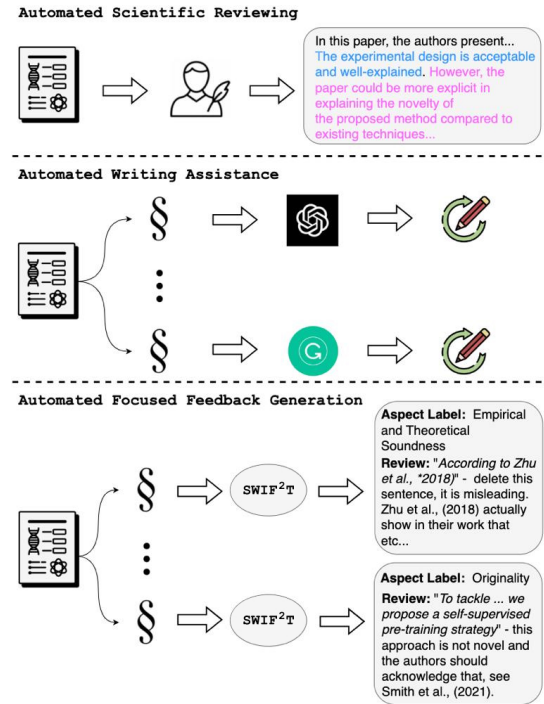 Automated Scientific Reviewing
In this paper, the authors present...
The experimental design is acceptable
and well-explained. However, the
paper could be more explicit in
explaining the novelty of
the proposed method compared to
existing techniques...
Automated Writing Assistance
§
§
Automated Focused Feedback Generation
Aspect Label: Empirical
and Theoretical
Soundness
Review: "According to Zhu
et al., *2018)" - delete this
sentence, it is misleading.
Zhu et al., (2018) actually
show in their work that
etc...
§
SWIF²T
Aspect Label: Originality
Review: "To tackle ... we
propose a self-supervised
pre-training strategy" - this
approach is not novel and
the authors should
acknowledge that, see
Smith et al., (2021).
§
SWIF²T